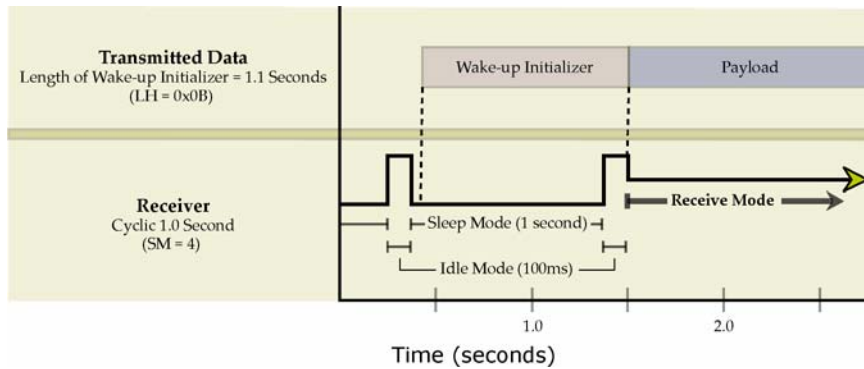 Transmitted Data
Length of Wake-up Initializer = 1.1 Seconds
(LH = 0x0B)
Wake-up Initializer
Payload
Receiver
Cyclic 1.0 Second
(SM = 4)
Sleep Mode (1 second)
Receive Mode
Idle Mode (100ms)
1.0
2.0
Time (seconds)